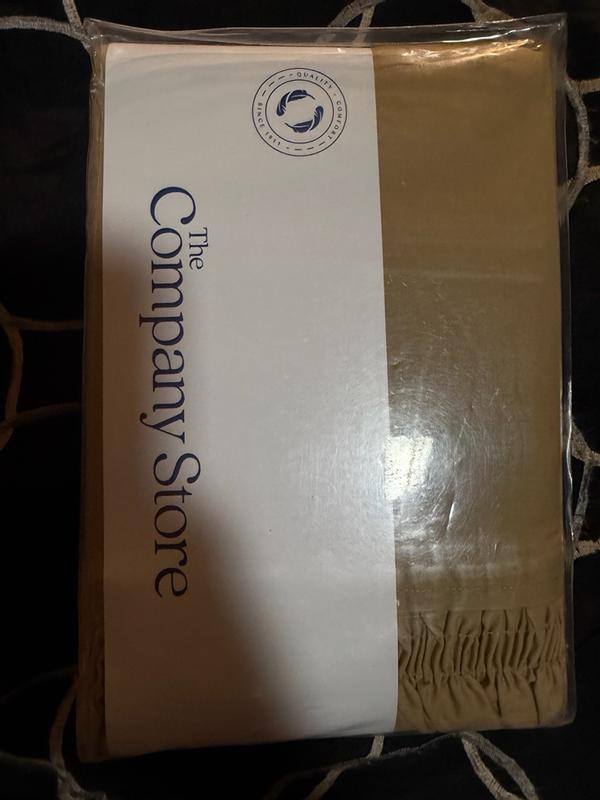 QUALITY • COMFORT •
SINCE 1911 •
The
Company Store